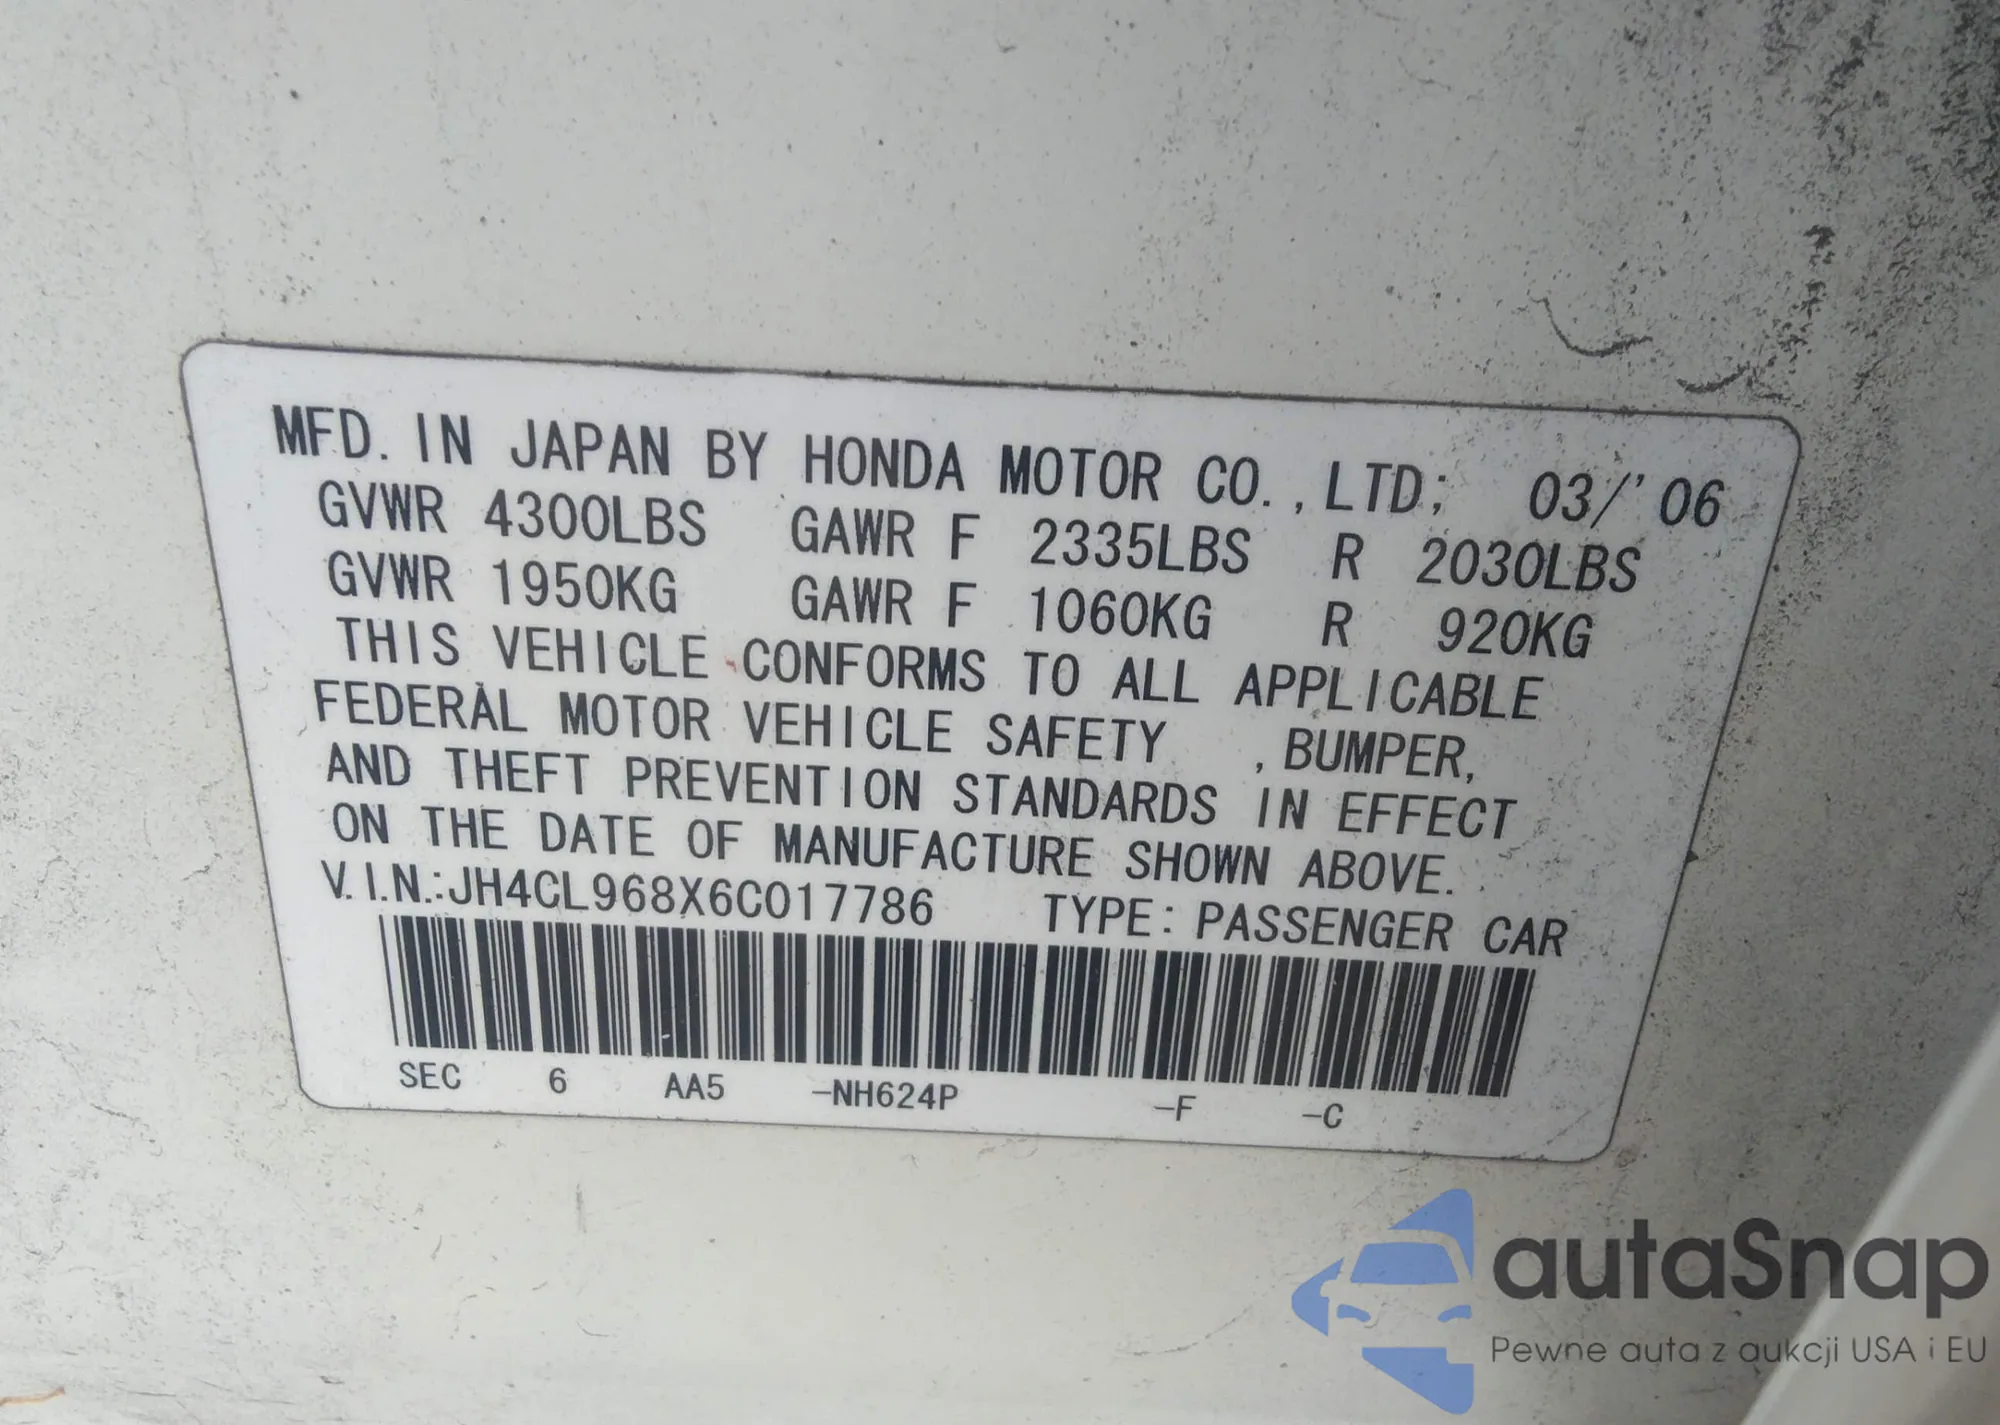 MFD. IN JAPAN BY HONDA MOTOR CO., LTD; 03/'06
GVWR 4300LBS GAWR F 2335LBS R 2030LBS
GVWR 1950KG GAWR F 1060KG R 920KG
THIS VEHICLE CONFORMS TO ALL APPLICABLE
FEDERAL MOTOR VEHICLE SAFETY , BUMPER,
AND THEFT PREVENTION STANDARDS IN EFFECT
ON THE DATE OF MANUFACTURE SHOWN ABOVE.
V.I.N.:JH4CL968X6C017786 TYPE: PASSENGER CAR
SEC 6 AA5 -NH624P -F -C
autaSnap
Pewne auta z aukcji USA i EU